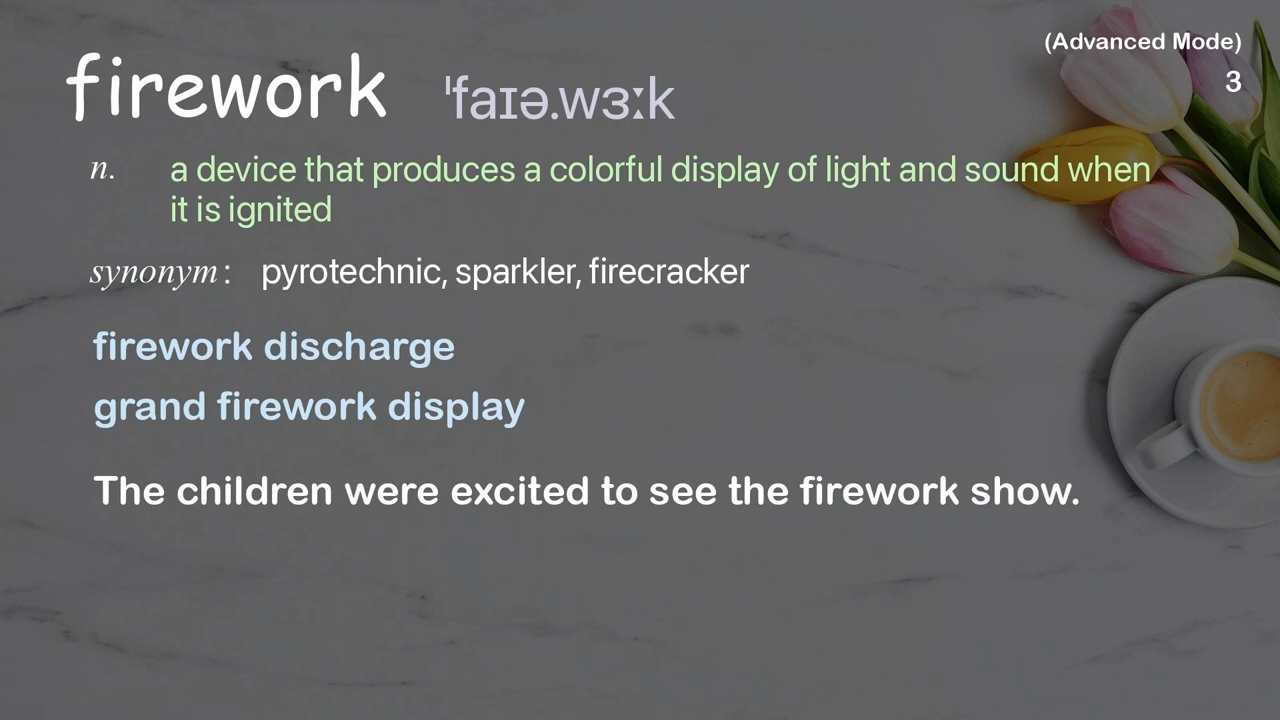 (Advanced Mode)
3
firework ˈfaɪə.wɜːk
n. a device that produces a colorful display of light and sound when
it is ignited
synonym: pyrotechnic, sparkler, firecracker
firework discharge
grand firework display
The children were excited to see the firework show.